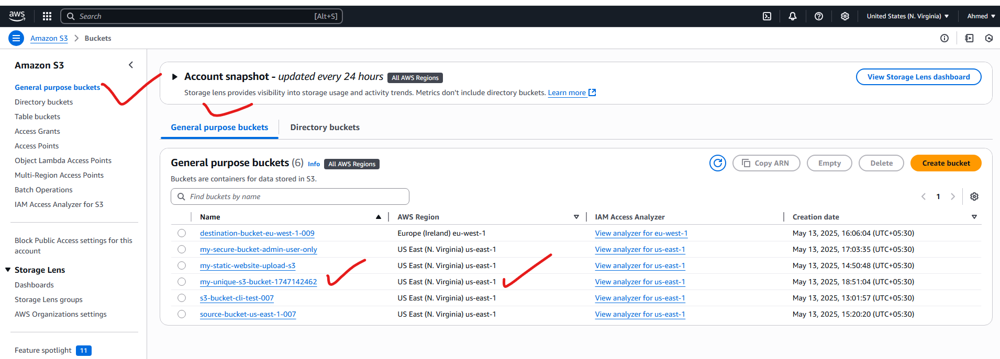 aws
Search [Alt+S]
United States (N. Virginia) Ahmed
Amazon S3 Buckets
Amazon S3
General purpose buckets
Directory buckets
Table buckets
Access Grants
Access Points
Object Lambda Access Points
Multi-Region Access Points
Batch Operations
IAM Access Analyzer for S3
Block Public Access settings for this
account
Storage Lens
Dashboards
Storage Lens groups
AWS Organizations settings
Feature spotlight 11
Account snapshot - updated every 24 hours All AWS Regions
View Storage Lens dashboard
Storage lens provides visibility into storage usage and activity trends. Metrics don't include directory buckets. Learn more
General purpose buckets Directory buckets
General purpose buckets (6) Info All AWS Regions
Copy ARN Empty Delete Create bucket
Buckets are containers for data stored in S3.
Find buckets by name
1
Name AWS Region IAM Access Analyzer Creation date
destination-bucket-eu-west-1-009 Europe (Ireland) eu-west-1 View analyzer for eu-west-1 May 13, 2025, 16:06:04 (UTC+05:30)
my-secure-bucket-admin-user-only US East (N. Virginia) us-east-1 View analyzer for us-east-1 May 13, 2025, 17:03:35 (UTC+05:30)
my-static-website-upload-s3 US East (N. Virginia) us-east-1 View analyzer for us-east-1 May 13, 2025, 14:50:48 (UTC+05:30)
my-unique-s3-bucket-1747142462 US East (N. Virginia) us-east-1 View analyzer for us-east-1 May 13, 2025, 18:51:04 (UTC+05:30)
s3-bucket-cli-test-007 US East (N. Virginia) us-east-1 View analyzer for us-east-1 May 13, 2025, 13:01:57 (UTC+05:30)
source-bucket-us-east-1-007 US East (N. Virginia) us-east-1 View analyzer for us-east-1 May 13, 2025, 15:20:20 (UTC+05:30)